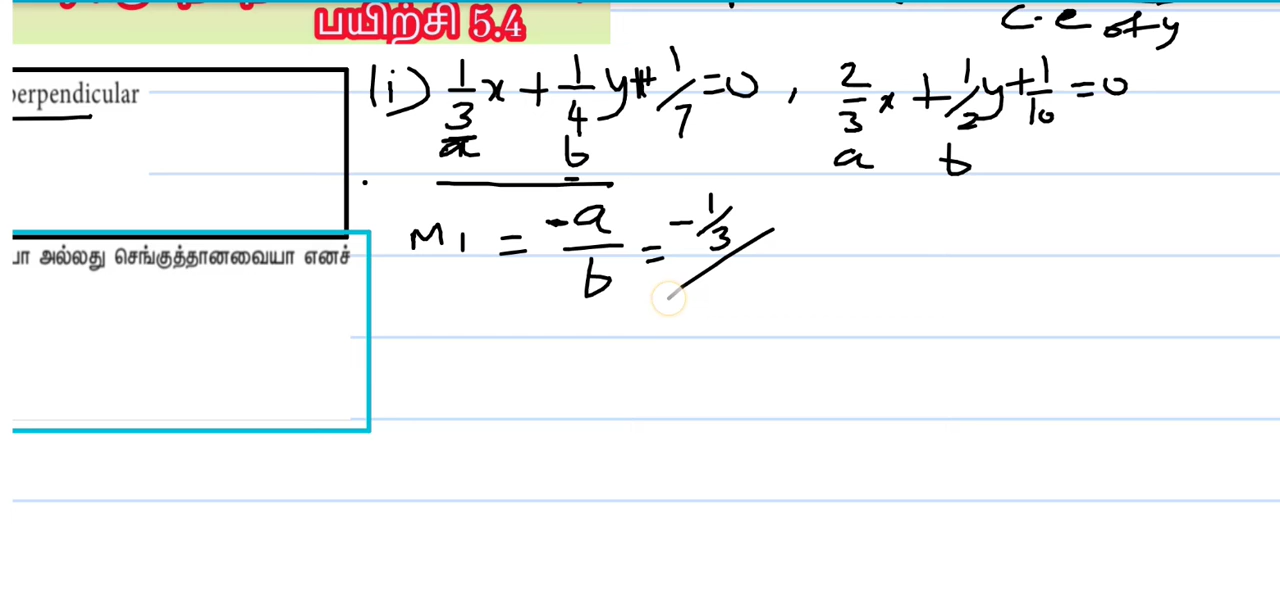 பயிற்சி 5.4
c.e of y
perpendicular
(i) 1/3 x + 1/4 y + 1/7 = 0 , 2/3 x + 1/2 y + 1/10 = 0
a b a b
M1 = -a/b = -1/3 /
அல்லது செங்குத்தானவையா எனச்